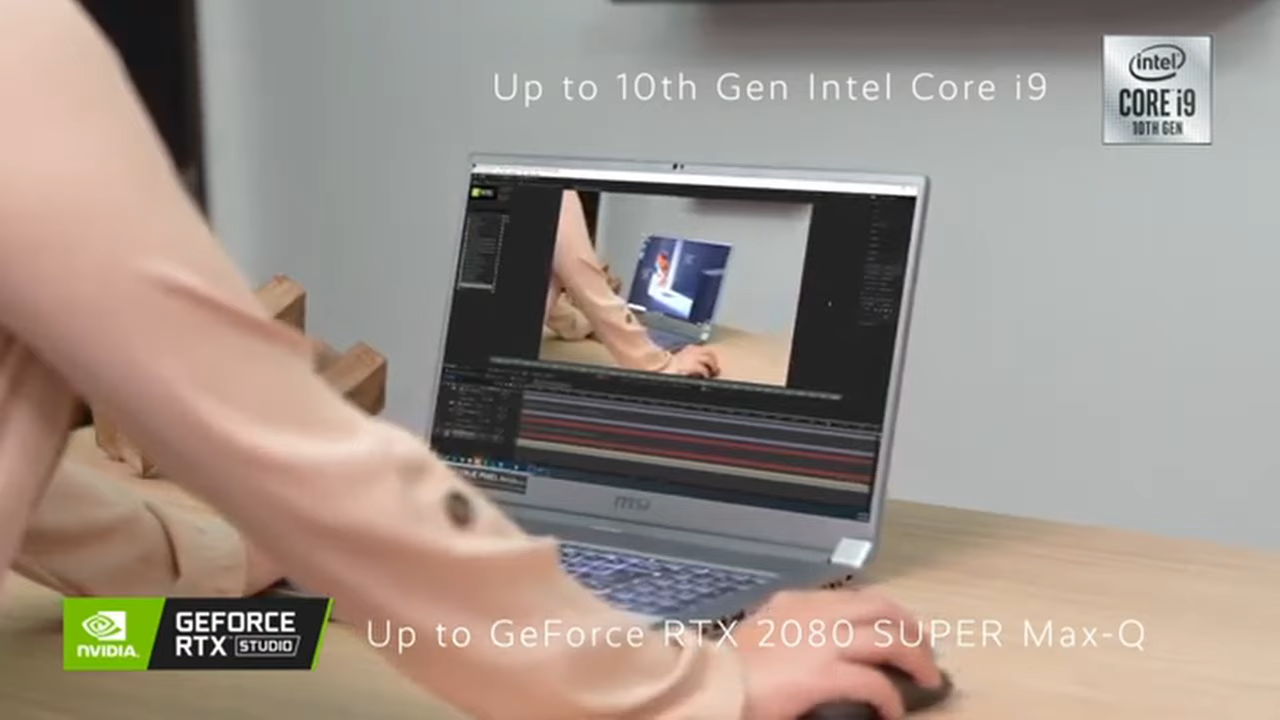 Up to 10th Gen Intel Core i9
intel
CORE i9
10TH GEN
msi
NVIDIA.
GEFORCE
RTX STUDIO
Up to GeForce RTX 2080 SUPER Max-Q